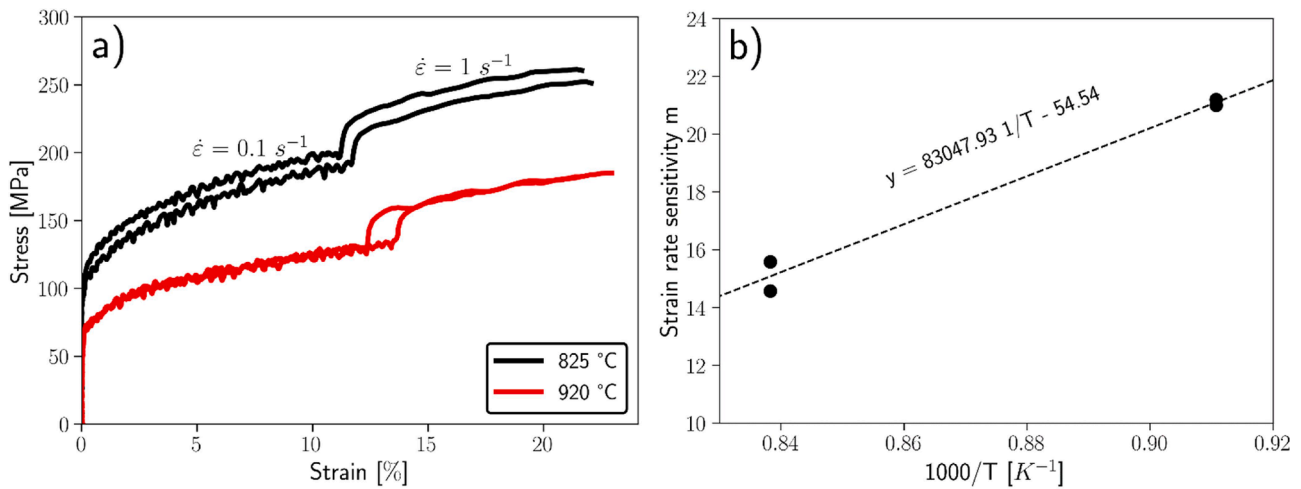 a)
ε̇ = 1 s⁻¹
ε̇ = 0.1 s⁻¹
Stress [MPa]
300
250
200
150
100
50
0
0 5 10 15 20
Strain [%]
825 °C
920 °C
b)
y = 83047.93 1/T - 54.54
Strain rate sensitivity m
24
22
20
18
16
14
12
10
0.84 0.86 0.88 0.90 0.92
1000/T [K⁻¹]